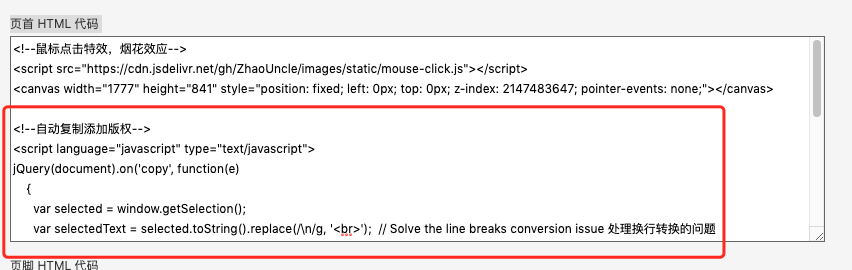 页首 HTML 代码
<!--鼠标点击特效，烟花效应-->
<script src="https://cdn.jsdelivr.net/gh/ZhaoUncle/images/static/mouse-click.js"></script>
<canvas width="1777" height="841" style="position: fixed; left: 0px; top: 0px; z-index: 2147483647; pointer-events: none;"></canvas>
<!--自动复制添加版权-->
<script language="javascript" type="text/javascript">
jQuery(document).on('copy', function(e)
{
var selected = window.getSelection();
var selectedText = selected.toString().replace(/\n/g, '<br>'); // Solve the line breaks conversion issue 处理换行转换的问题
页脚 HTML 代码